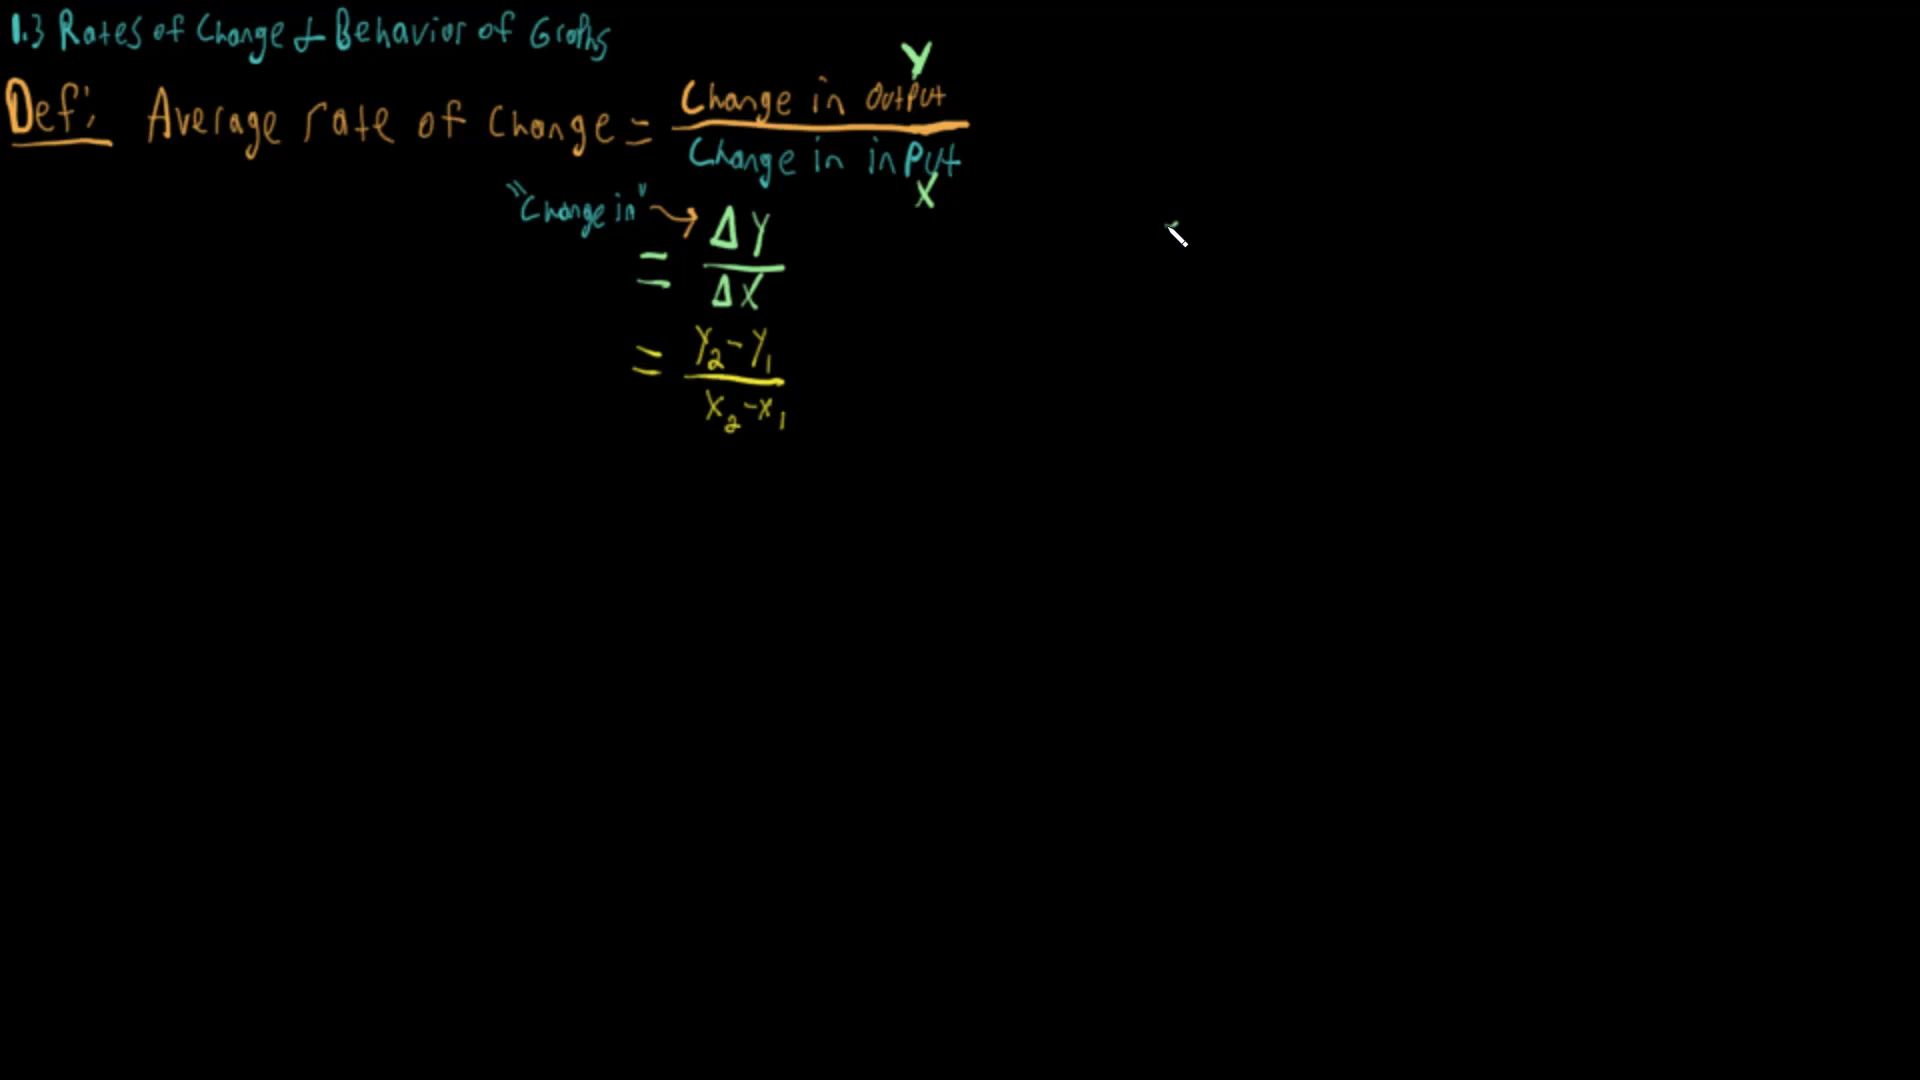 1.3 Rates of Change & Behavior of Graphs
Y
Def: Average rate of change = Change in output
Change in input
X
"Change in" → Δy
= Δx
= y₂-y₁
x₂-x₁